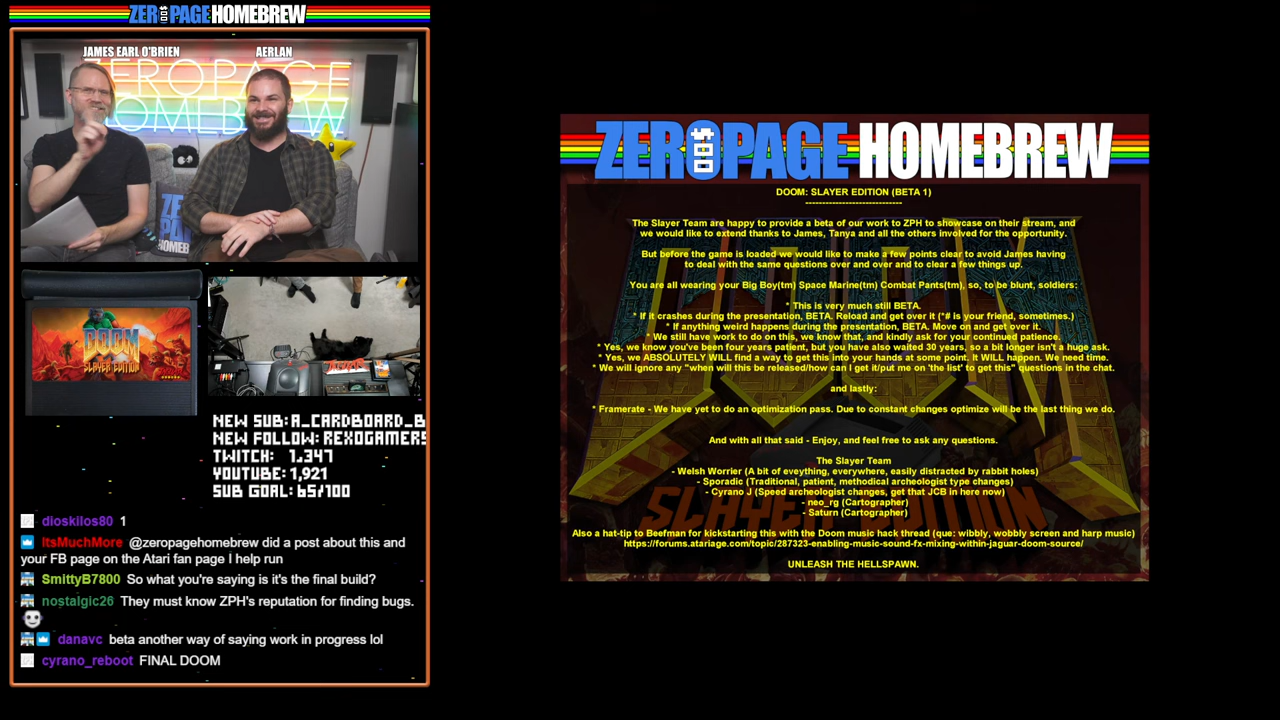 ZEROPAGE HOMEBREW
JAMES EARL O'BRIEN
AERLAN
ZEROPAGE
HOMEBREW
ZE
PAGE
HOMEB
DOOM
SLAYER EDITION
NEW SUB: A_CARDBOARD_B
NEW FOLLOW: REXOGAMERS
TWITCH: 1,347
YOUTUBE: 1,921
SUB GOAL: 65/100
dioskilos80 1
ItsMuchMore @zeropagehomebrew did a post about this and
your FB page on the Atari fan page I help run
SmittyB7800 So what you're saying is it's the final build?
nostalgic26 They must know ZPH's reputation for finding bugs.
danavc beta another way of saying work in progress lol
cyrano_reboot FINAL DOOM
ZEROPAGE HOMEBREW
DOOM: SLAYER EDITION (BETA 1)
-----------------------------
The Slayer Team are happy to provide a beta of our work to ZPH to showcase on their stream, and
we would like to extend thanks to James, Tanya and all the others involved for the opportunity.
But before the game is loaded we would like to make a few points clear to avoid James having
to deal with the same questions over and over and to clear a few things up.
You are all wearing your Big Boy(tm) Space Marine(tm) Combat Pants(tm), so, to be blunt, soldiers:
* This is very much still BETA.
* If it crashes during the presentation, BETA. Reload and get over it (*# is your friend, sometimes.)
* If anything weird happens during the presentation, BETA. Move on and get over it.
* We still have work to do on this, we know that, and kindly ask for your continued patience.
* Yes, we know you've been four years patient, but you have also waited 30 years, so a bit longer isn't a huge ask.
* Yes, we ABSOLUTELY WILL find a way to get this into your hands at some point. It WILL happen. We need time.
* We will ignore any "when will this be released/how can I get it/put me on 'the list' to get this" questions in the chat.
and lastly:
* Framerate - We have yet to do an optimization pass. Due to constant changes optimize will be the last thing we do.
And with all that said - Enjoy, and feel free to ask any questions.
The Slayer Team
- Welsh Worrier (A bit of eveything, everywhere, easily distracted by rabbit holes)
- Sporadic (Traditional, patient, methodical archeologist type changes)
- Cyrano J (Speed archeologist changes, get that JCB in here now)
- neo_rg (Cartographer)
- Saturn (Cartographer)
SLAYER EDITION
Also a hat-tip to Beefman for kickstarting this with the Doom music hack thread (que: wibbly, wobbly screen and harp music)
https://forums.atariage.com/topic/287323-enabling-music-sound-fx-mixing-within-jaguar-doom-source/
UNLEASH THE HELLSPAWN.